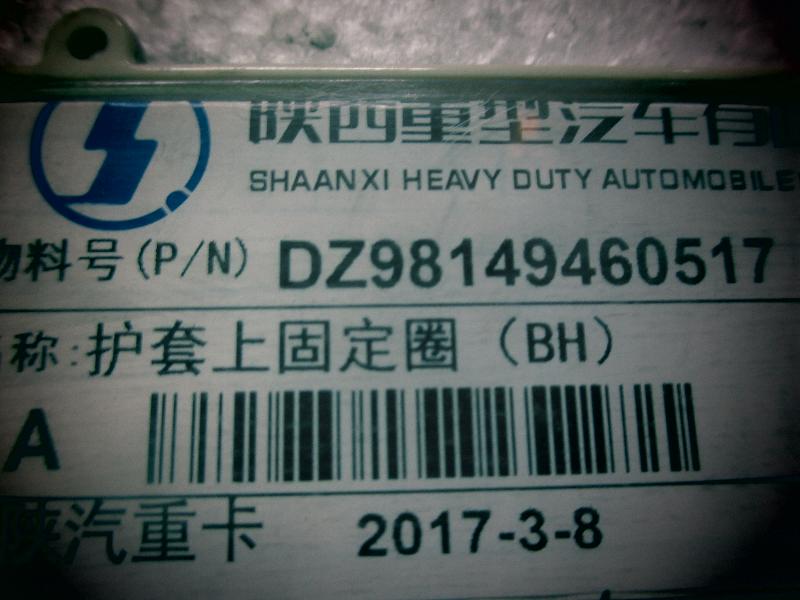 陕西重型汽车有
SHAANXI HEAVY DUTY AUTOMOBILE
物料号(P/N) DZ98149460517
称:护套上固定圈(BH)
A
陕汽重卡 2017-3-8